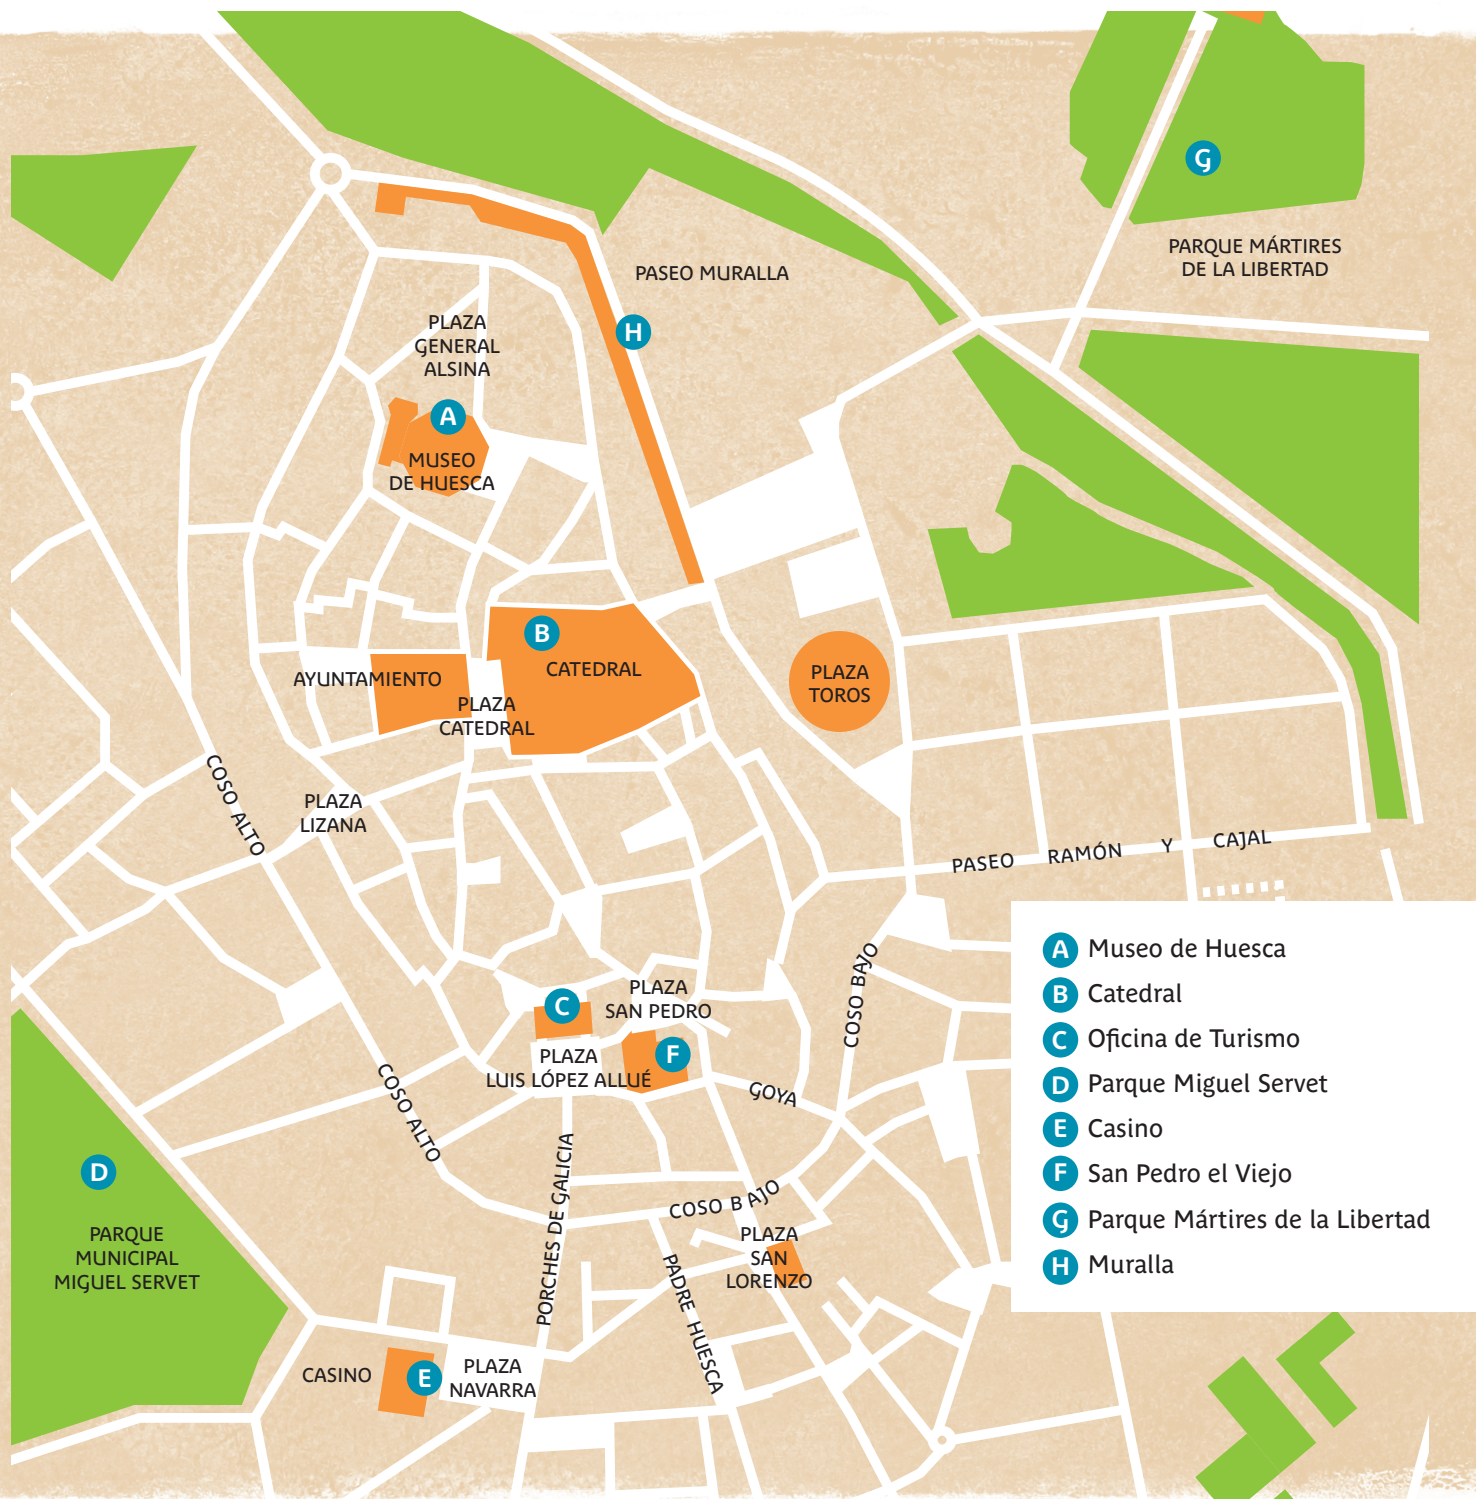 G
PARQUE MÁRTIRES
DE LA LIBERTAD
PASEO MURALLA
H
PLAZA
GENERAL
ALSINA
A
MUSEO
DE HUESCA
B
CATEDRAL
AYUNTAMIENTO
PLAZA
CATEDRAL
PLAZA
TOROS
COSO ALTO
PLAZA
LIZANA
PASEO RAMÓN Y CAJAL
COSO BAJO
PLAZA
SAN PEDRO
C
F
PLAZA
LUIS LÓPEZ ALLUÉ
GOYA
COSO ALTO
D
PARQUE
MUNICIPAL
MIGUEL SERVET
PORCHES DE GALICIA
COSO BAJO
PLAZA
SAN
LORENZO
PADRE HUESCA
CASINO
E
PLAZA
NAVARRA
A Museo de Huesca
B Catedral
C Oficina de Turismo
D Parque Miguel Servet
E Casino
F San Pedro el Viejo
G Parque Mártires de la Libertad
H Muralla